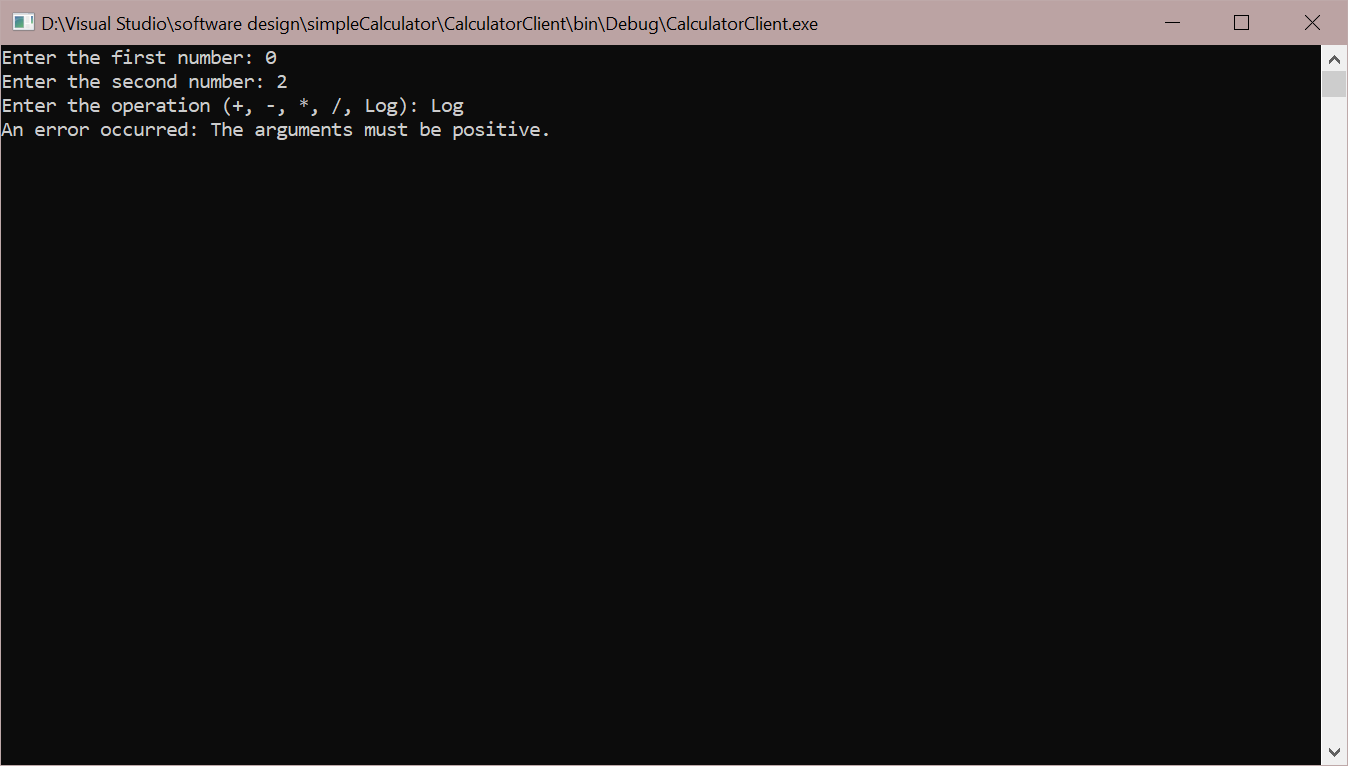 D:\Visual Studio\software design\simpleCalculator\CalculatorClient\bin\Debug\CalculatorClient.exe
Enter the first number: 0
Enter the second number: 2
Enter the operation (+, -, *, /, Log): Log
An error occurred: The arguments must be positive.